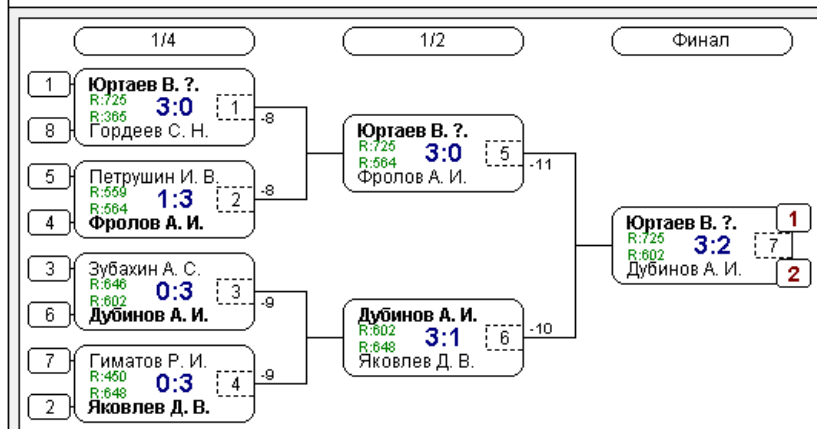 1/4
1/2
Финал
1
Юртаев В. ?.
R:725
R:365
3:0
1
-8
8
Гордеев С. Н.
5
Петрушин И. В.
R:559
R:564
1:3
2
-8
4
Фролов А. И.
3
Зубахин А. С.
R:646
R:602
0:3
3
-9
6
Дубинов А. И.
7
Гиматов Р. И.
R:450
R:648
0:3
4
-9
2
Яковлев Д. В.
Юртаев В. ?.
R:725
R:564
3:0
5
-11
Фролов А. И.
Дубинов А. И.
R:602
R:648
3:1
6
-10
Яковлев Д. В.
Юртаев В. ?.
1
R:725
R:602
3:2
7
Дубинов А. И.
2